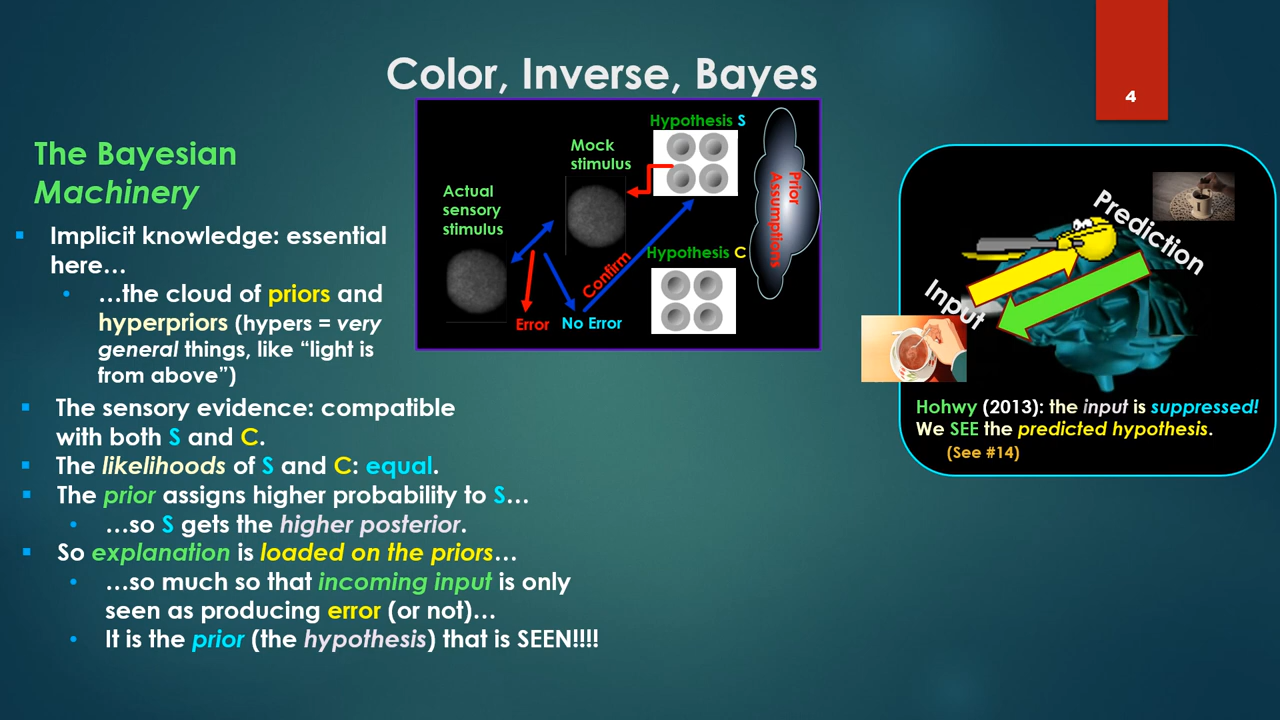 Color, Inverse, Bayes
4
The Bayesian
Machinery
▪ Implicit knowledge: essential
here…
• …the cloud of priors and
hyperpriors (hypers = very
general things, like “light is
from above”)
▪ The sensory evidence: compatible
with both S and C.
▪ The likelihoods of S and C: equal.
▪ The prior assigns higher probability to S…
• …so S gets the higher posterior.
▪ So explanation is loaded on the priors…
• …so much so that incoming input is only
seen as producing error (or not)…
• It is the prior (the hypothesis) that is SEEN!!!!
Actual
sensory
stimulus
Mock
stimulus
Hypothesis S
Hypothesis C
Prior
Assumptions
Confirm
Error
No Error
Prediction
Input
Hohwy (2013): the input is suppressed!
We SEE the predicted hypothesis.
(See #14)